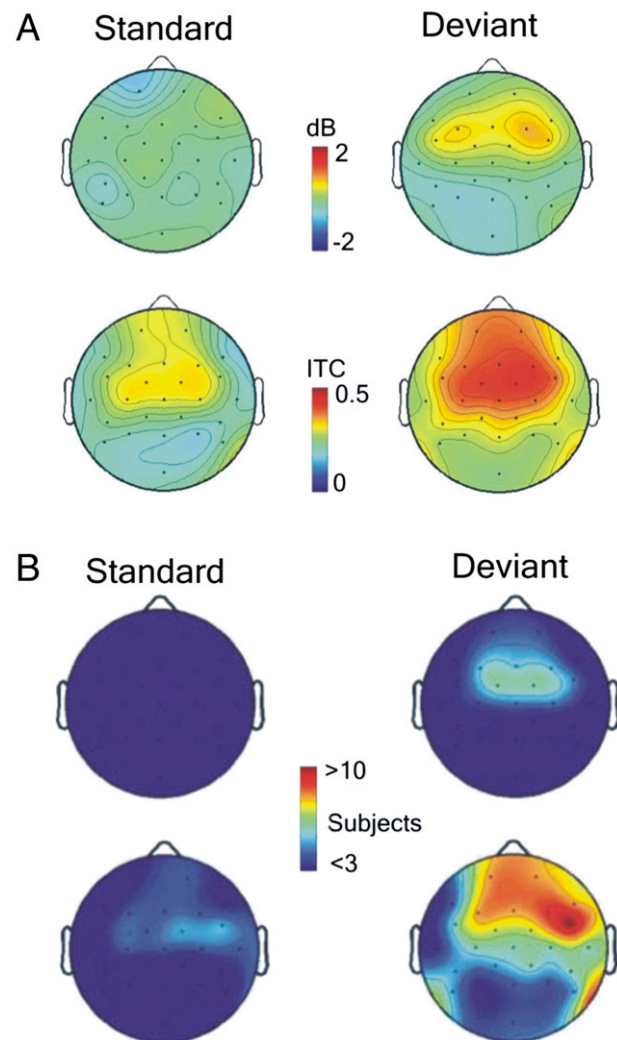 A
Standard
Deviant
dB
2
-2
ITC
0.5
0
B
Standard
Deviant
>10
Subjects
<3